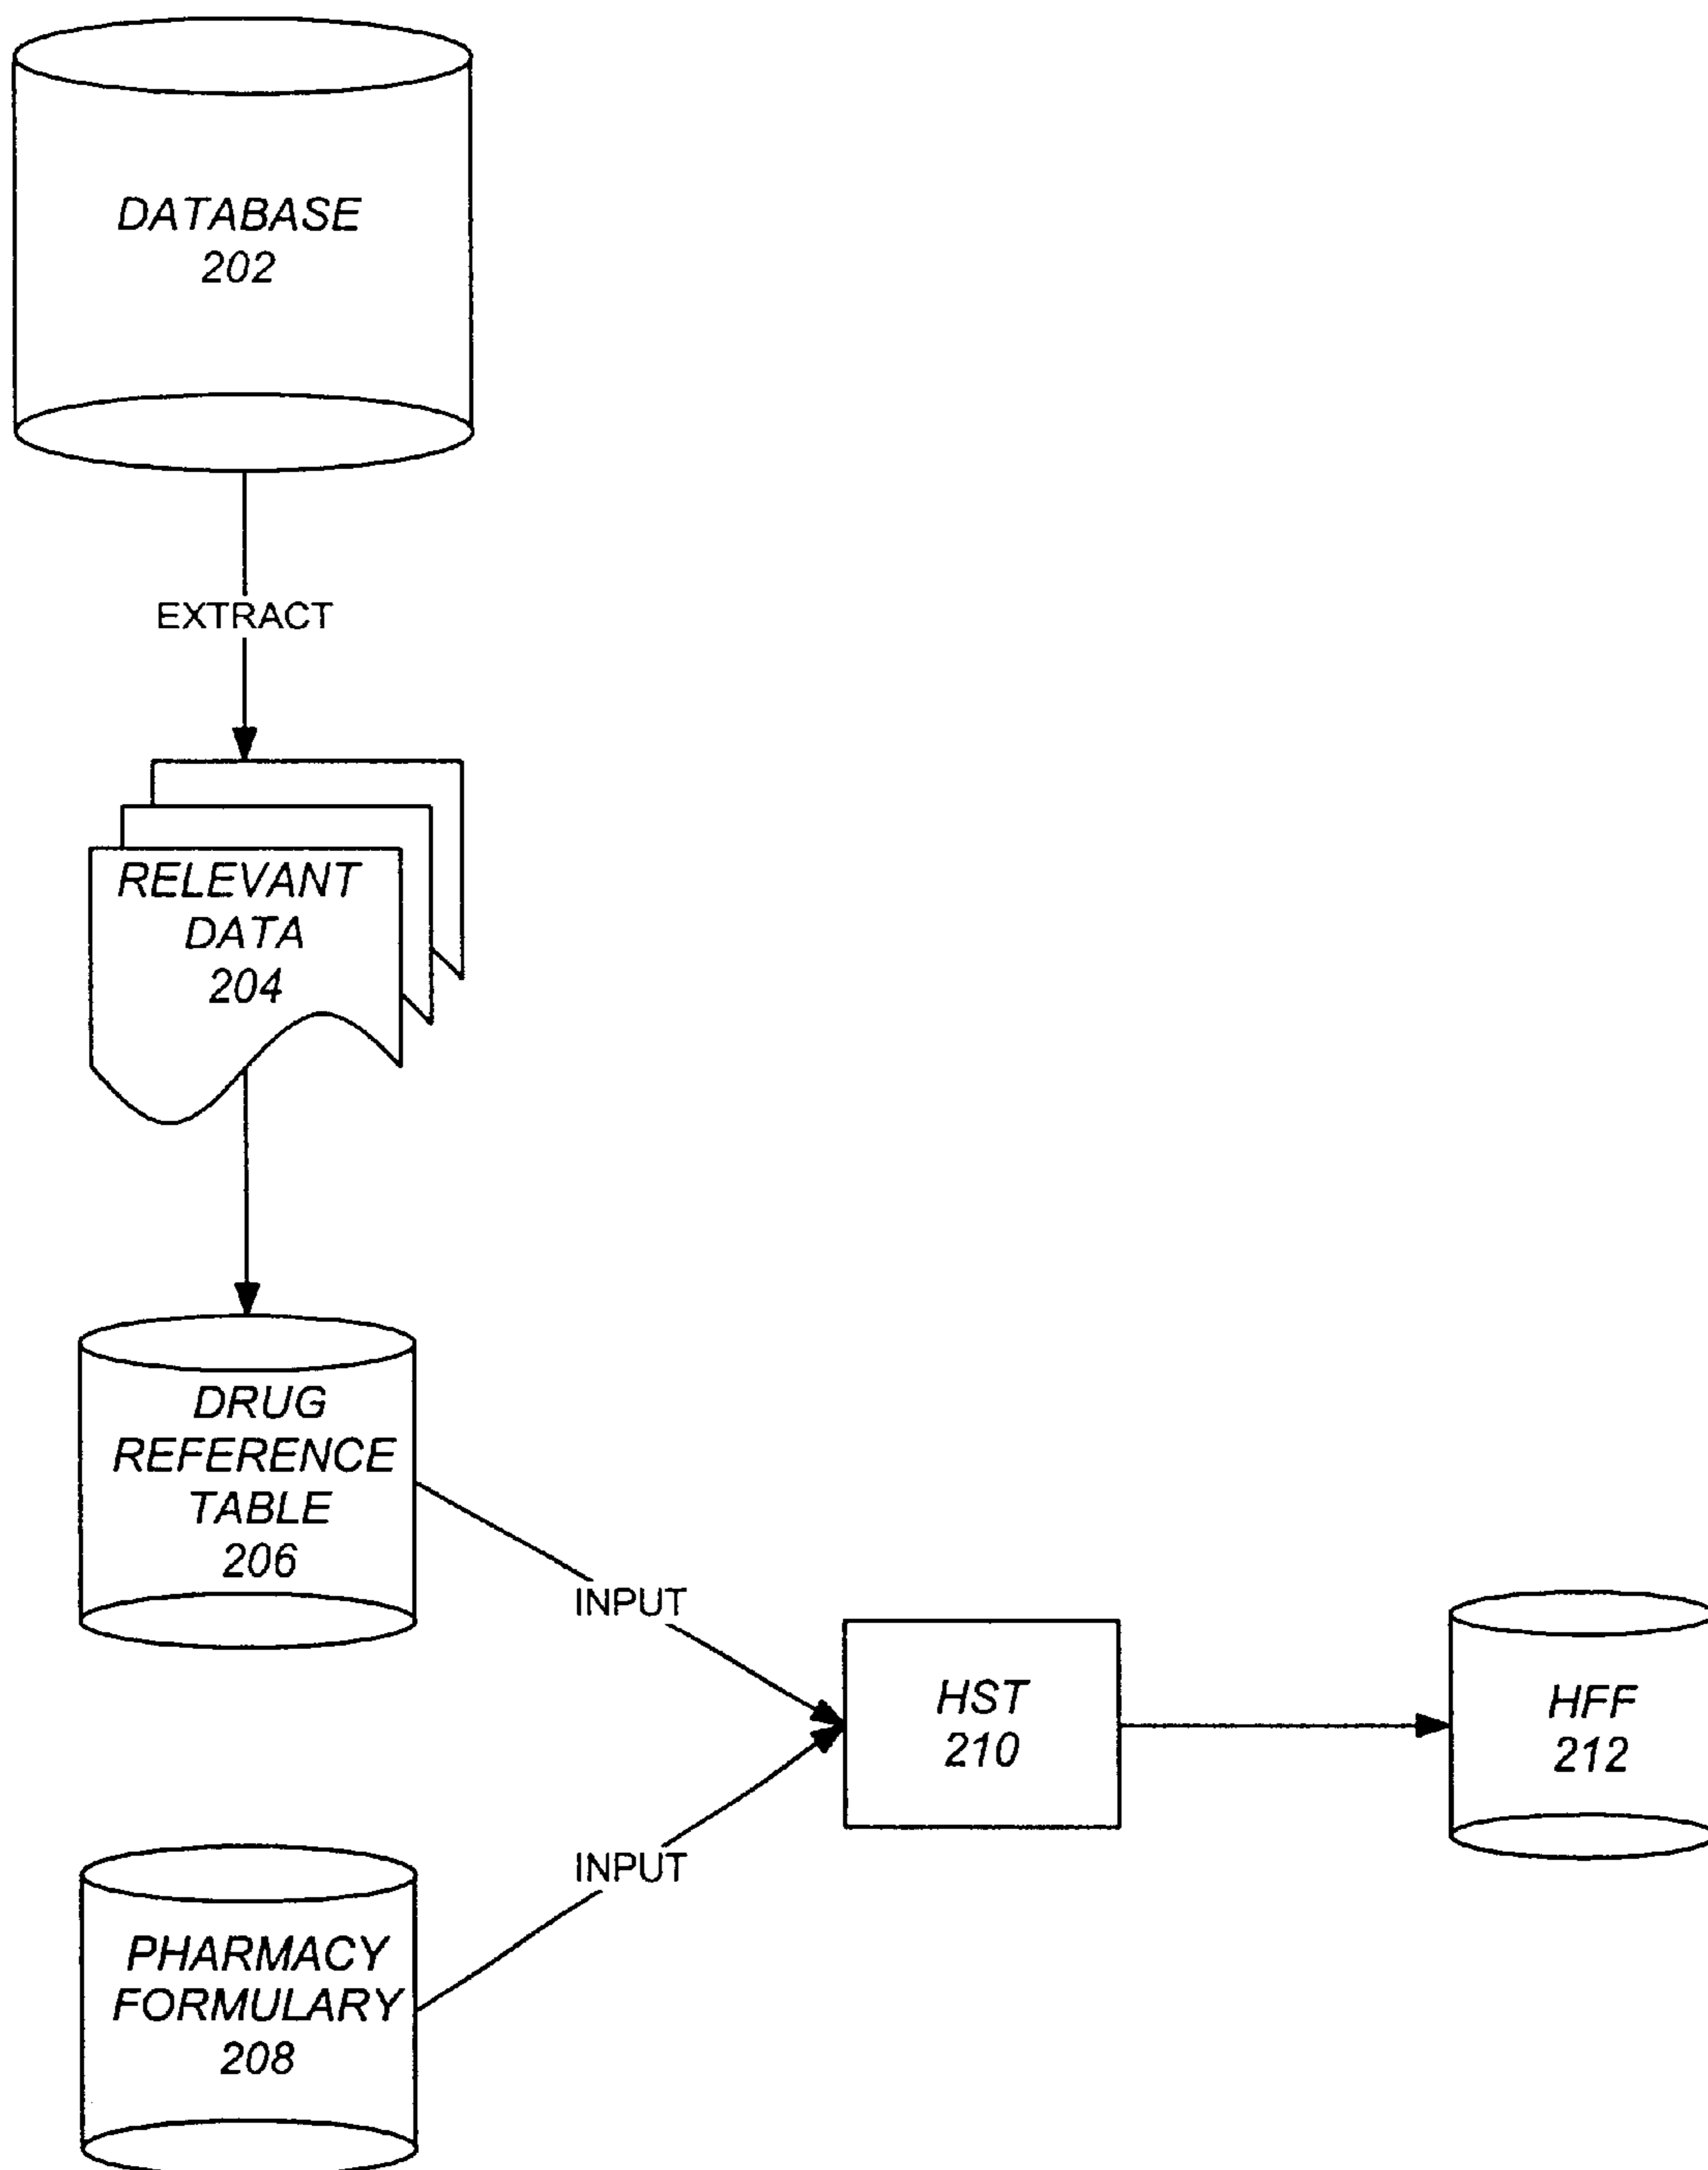 DATABASE
202
EXTRACT
RELEVANT
DATA
204
DRUG
REFERENCE
TABLE
206
INPUT
HST
210
HFF
212
INPUT
PHARMACY
FORMULARY
208